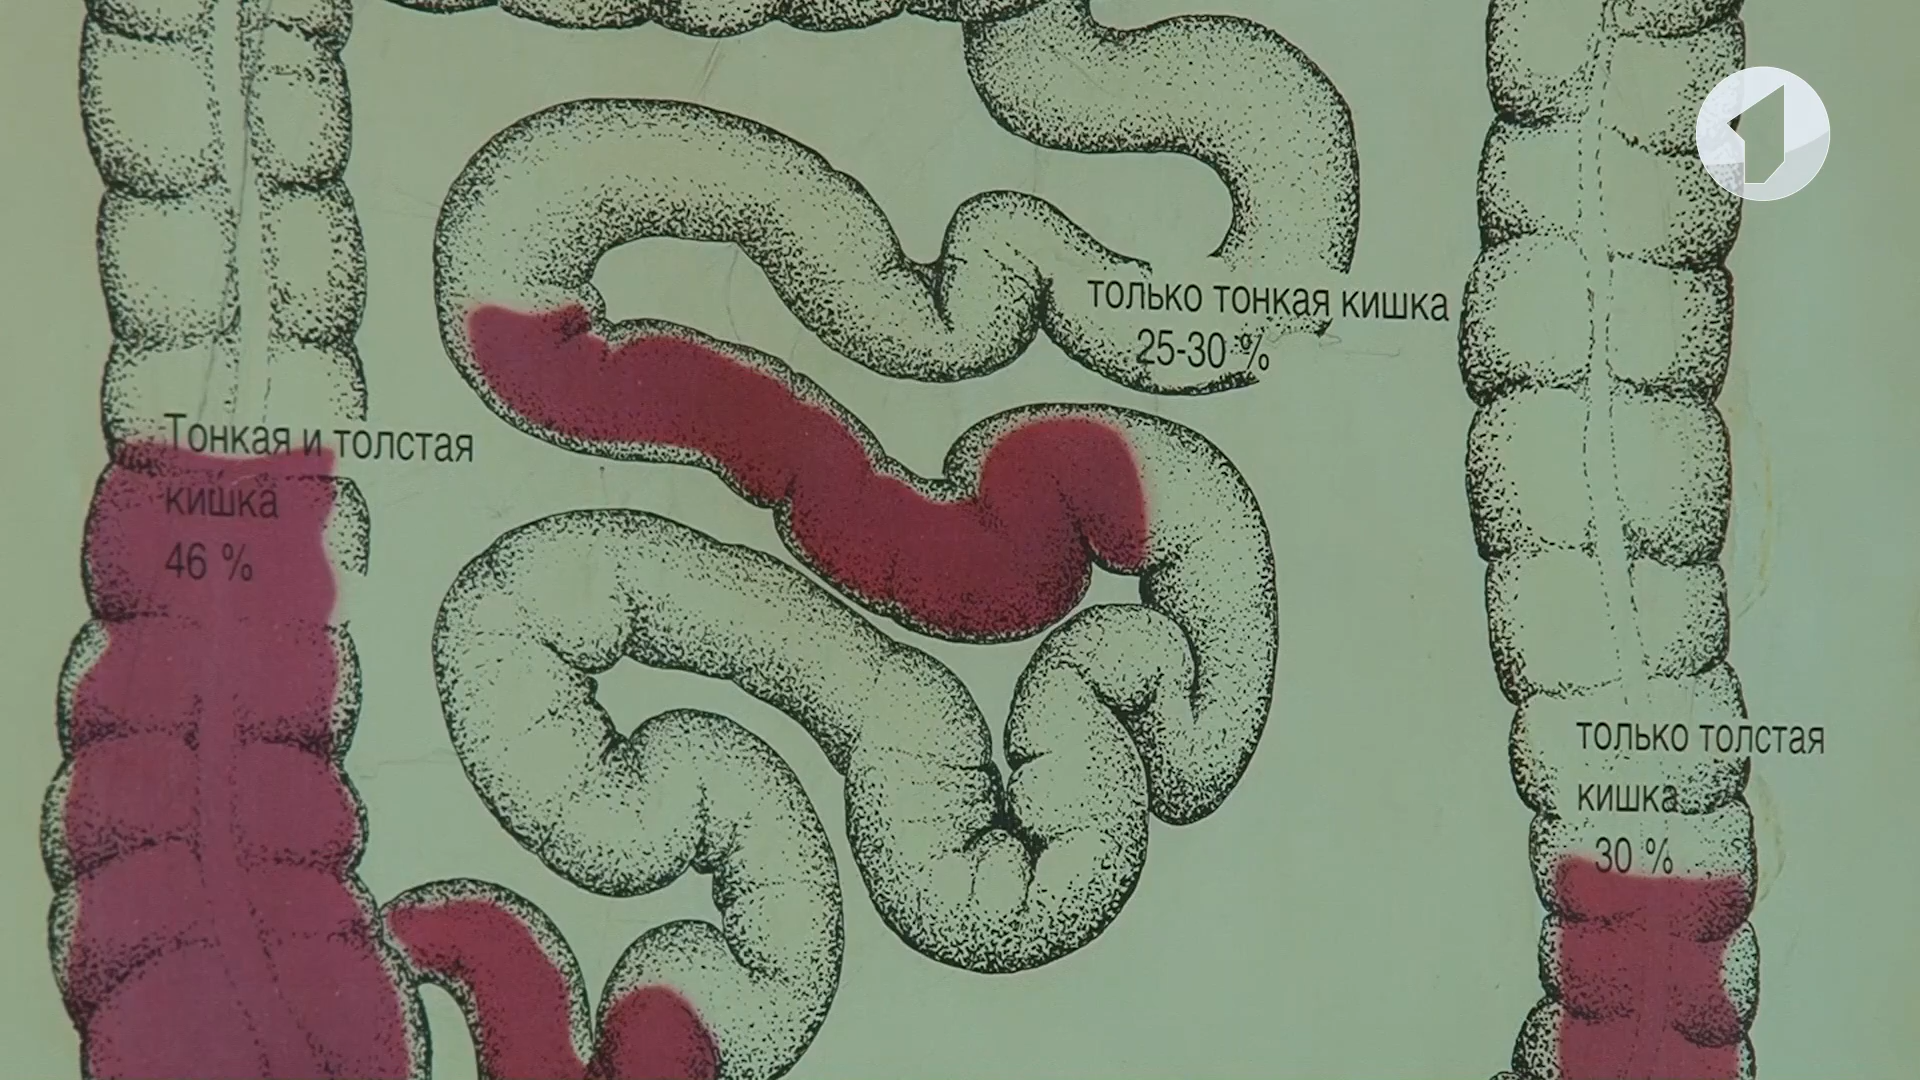 только тонкая кишка
25-30 %
Тонкая и толстая
кишка
46 %
только толстая
кишка
30 %